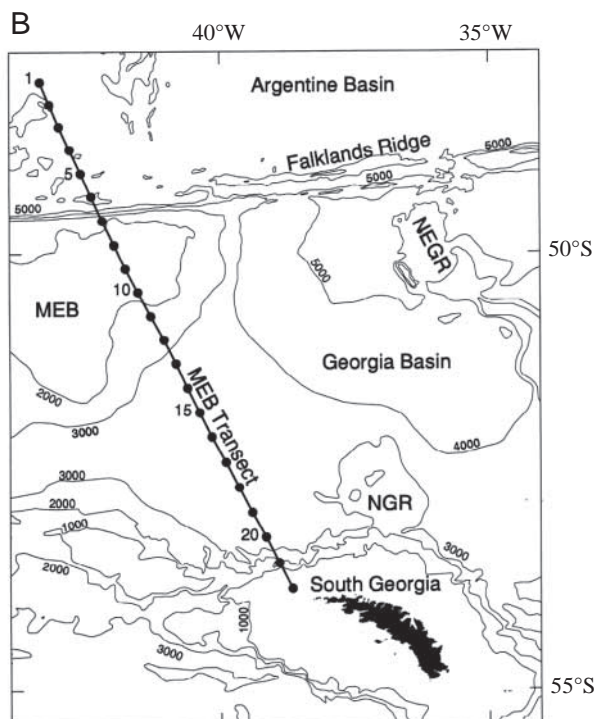 B
40°W
35°W
1
Argentine Basin
Falklands Ridge
5000
5
5000
5000
50°S
NEGR
5000
10
MEB
Georgia Basin
MEB Transect
2000
15
3000
4000
3000
2000
NGR
1000
20
3000
2000
South Georgia
1000
3000
55°S